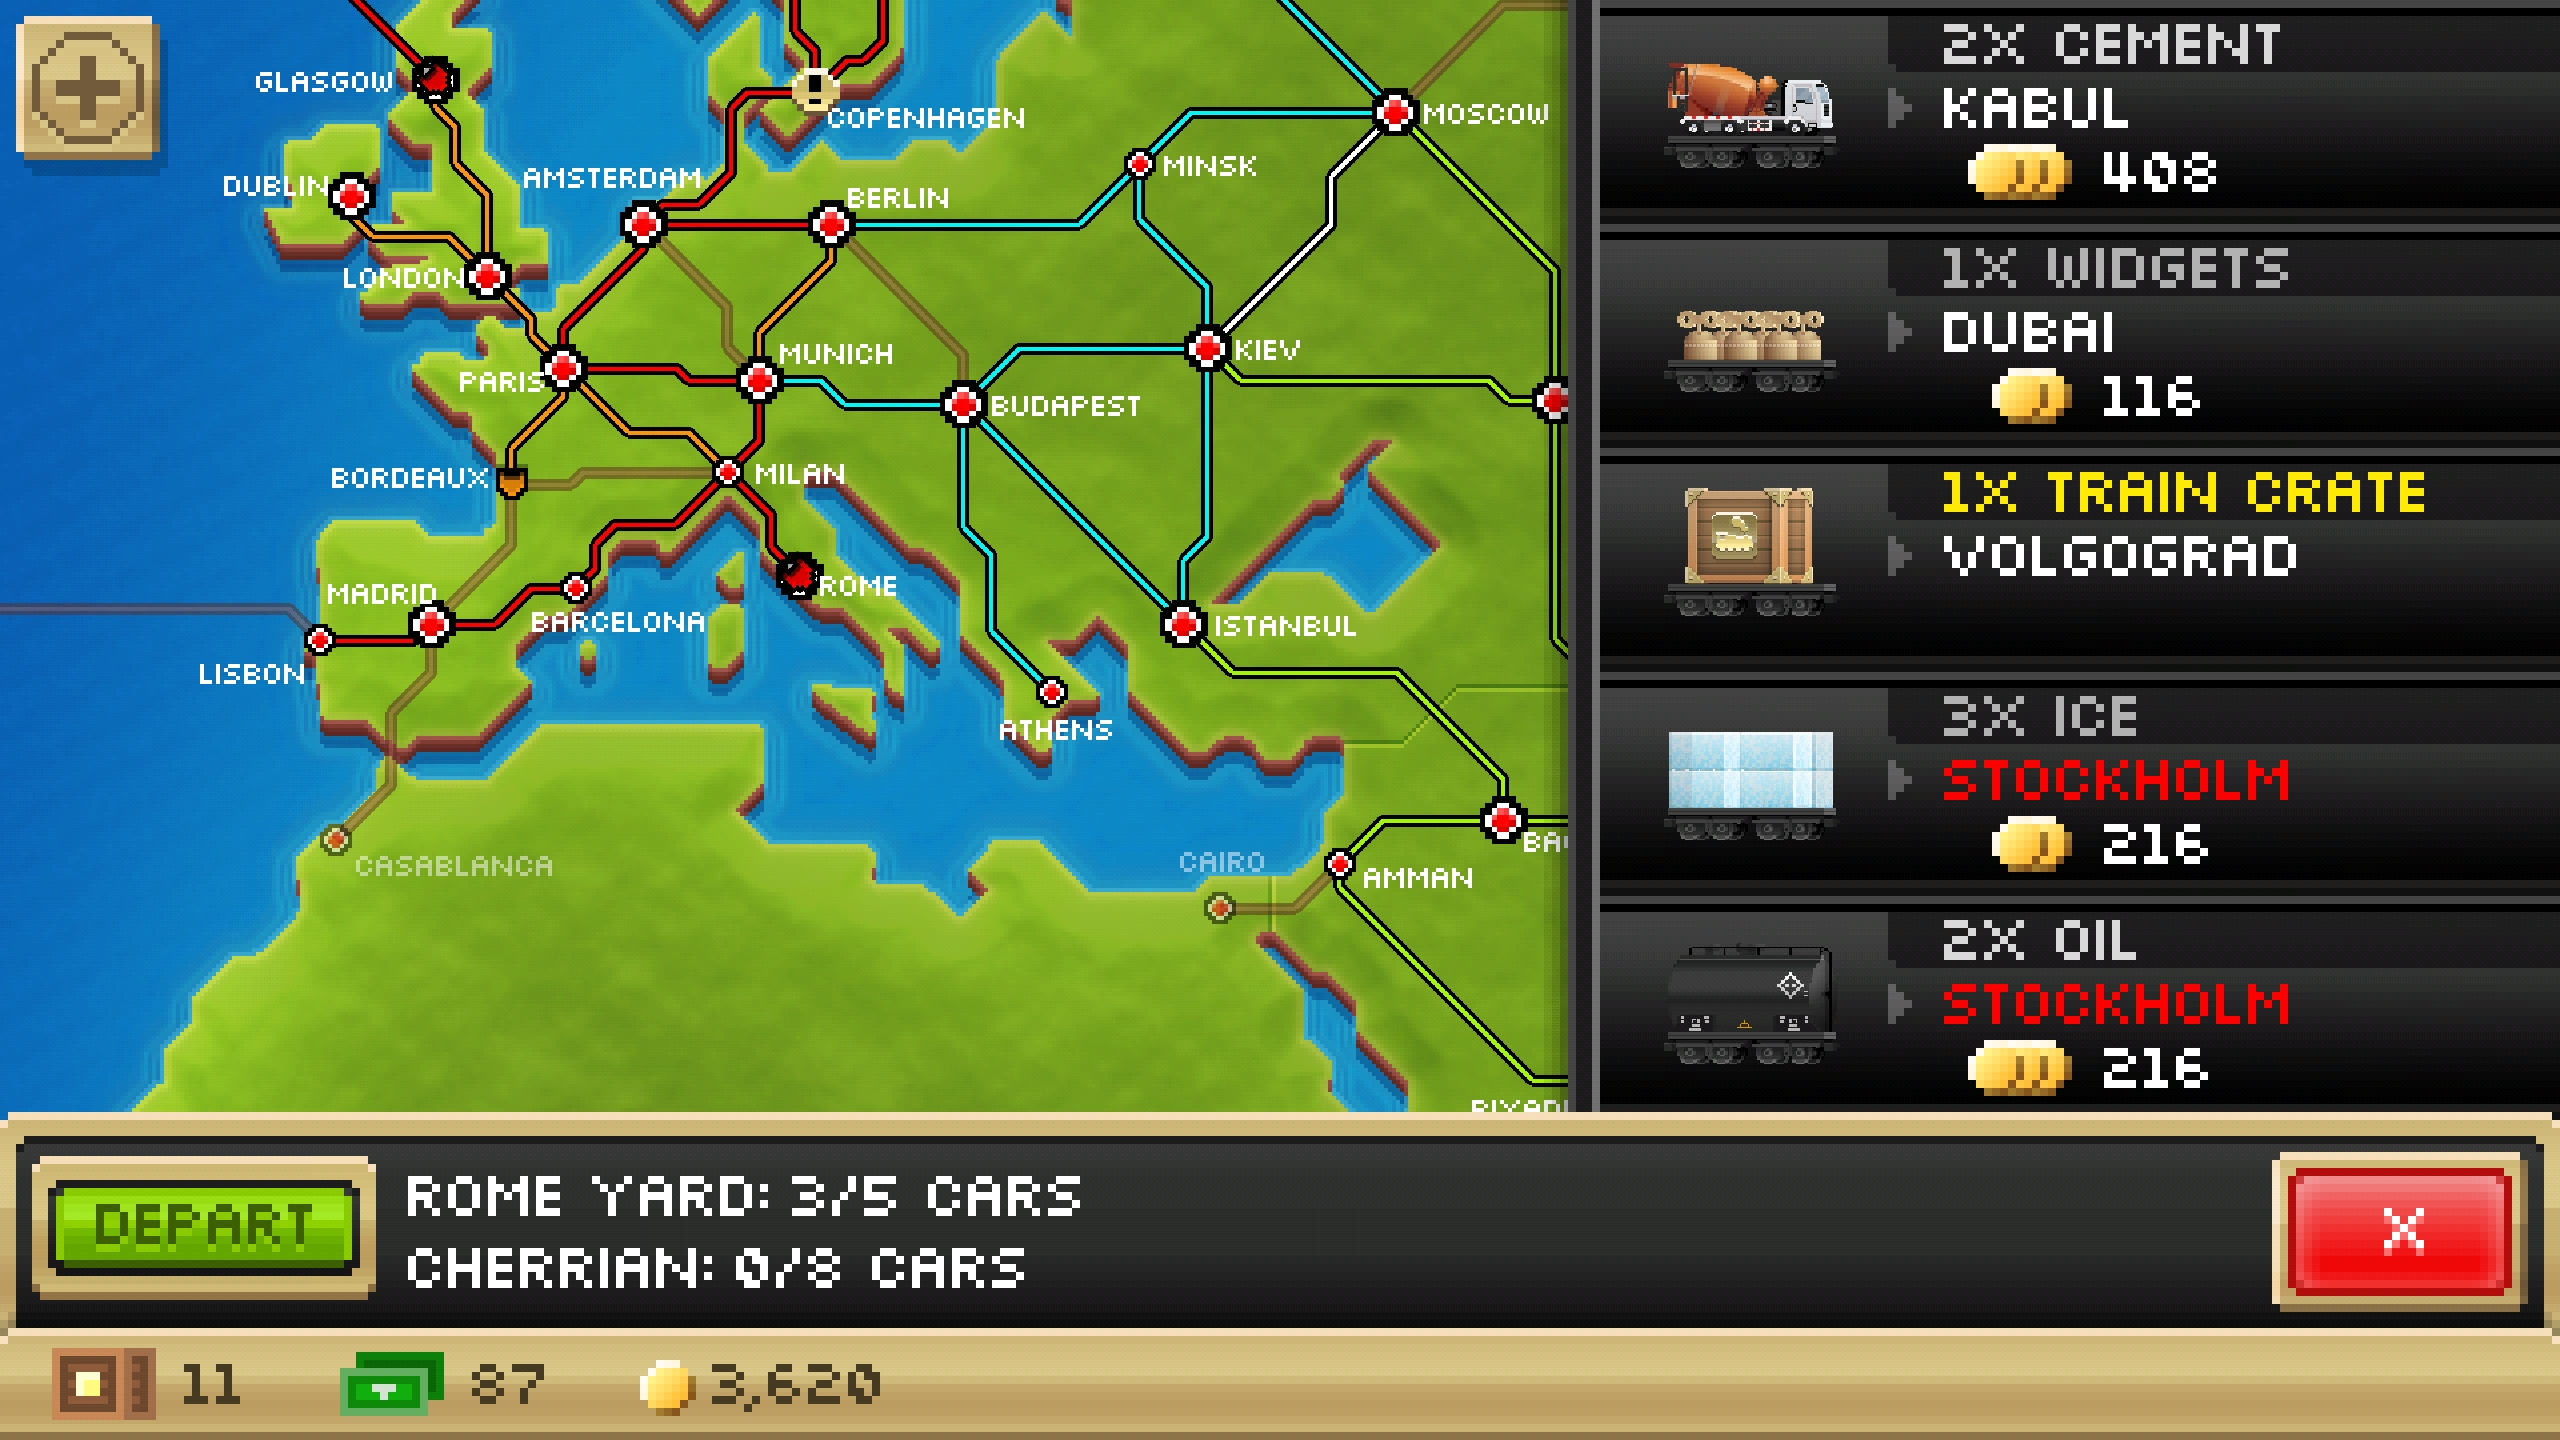 GLASGOW
COPENHAGEN
MOSCOW
MINSK
AMSTERDAM
DUBLIN
BERLIN
LONDON
MUNICH
KIEV
PARIS
BUDAPEST
BORDEAUX
MILAN
MADRID
ROME
BARCELONA
ISTANBUL
LISBON
ATHENS
CASABLANCA
CAIRO
BA
AMMAN
2X CEMENT
KABUL
408
1X WIDGETS
DUBAI
116
1X TRAIN CRATE
VOLGOGRAD
3X ICE
STOCKHOLM
216
2X OIL
STOCKHOLM
216
DEPART
ROME YARD: 3/5 CARS
CHERRIAN: 0/8 CARS
X
11
87
3,620